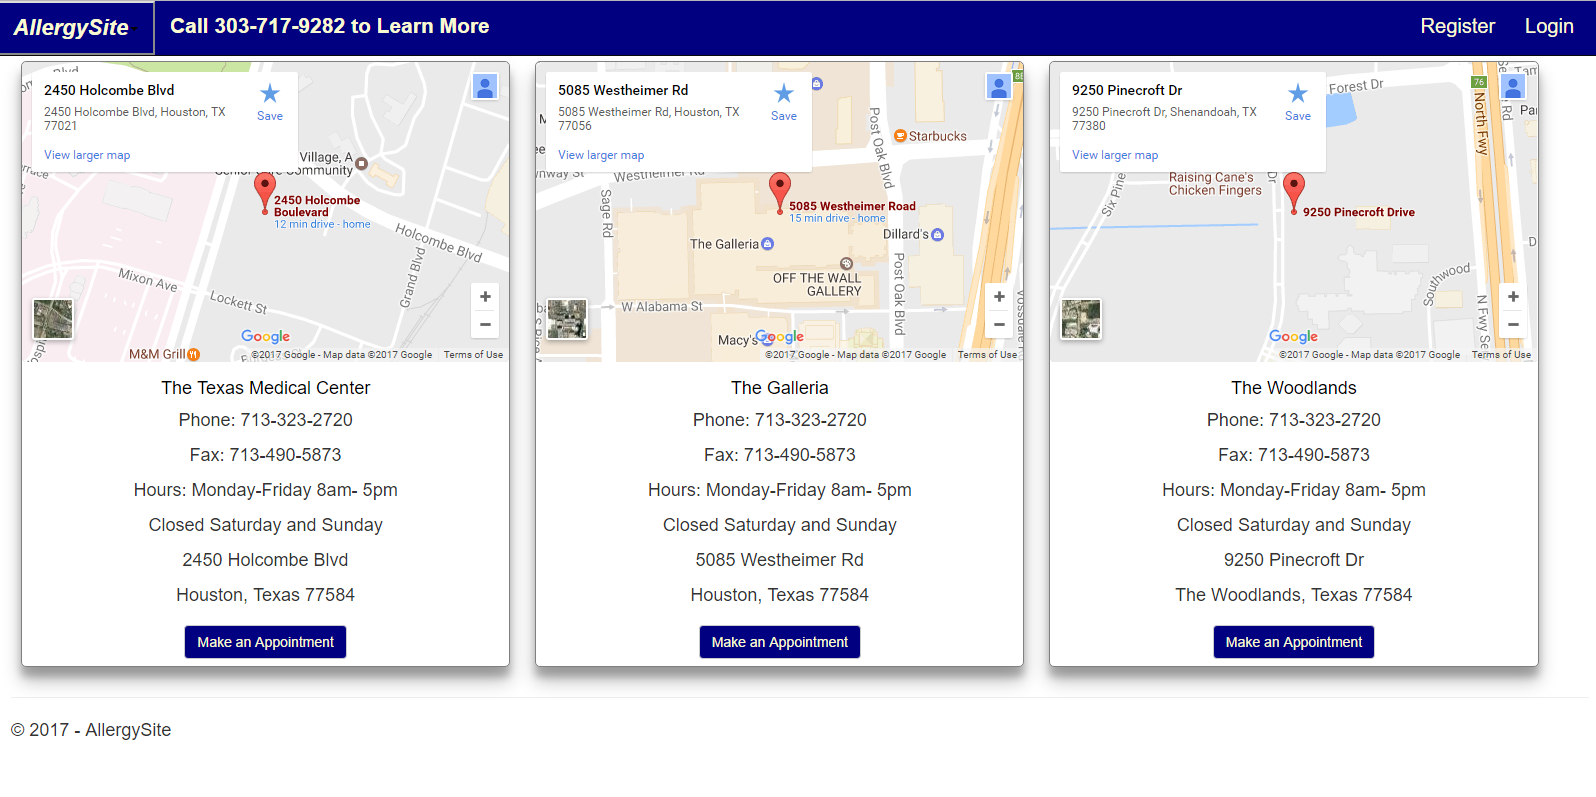 AllergySite
Call 303-717-9282 to Learn More
Register
Login
2450 Holcombe Blvd
2450 Holcombe Blvd, Houston, TX
77021
Save
View larger map
Village, A
Community
2450 Holcombe
Boulevard
12 min drive - home
Holcombe Blvd
Grand Blvd
Mixon Ave
Lockett St
M&M Grill
Google
©2017 Google - Map data ©2017 Google
Terms of Use
The Texas Medical Center
Phone: 713-323-2720
Fax: 713-490-5873
Hours: Monday-Friday 8am- 5pm
Closed Saturday and Sunday
2450 Holcombe Blvd
Houston, Texas 77584
Make an Appointment
5085 Westheimer Rd
5085 Westheimer Rd, Houston, TX
77056
Save
View larger map
Starbucks
Post Oak Blvd
Westheimer Rd
Sage Rd
5085 Westheimer Road
15 min drive - home
The Galleria
Dillard's
OFF THE WALL
GALLERY
Post Oak Blvd
W Alabama St
Macy's
Google
©2017 Google - Map data ©2017 Google
Terms of Use
The Galleria
Phone: 713-323-2720
Fax: 713-490-5873
Hours: Monday-Friday 8am- 5pm
Closed Saturday and Sunday
5085 Westheimer Rd
Houston, Texas 77584
Make an Appointment
9250 Pinecroft Dr
9250 Pinecroft Dr, Shenandoah, TX
77380
Save
View larger map
Forest Dr
76
North Fwy
Raising Cane's
Chicken Fingers
Six Pine
Dr
9250 Pinecroft Drive
Southwood
N Fwy
Google
©2017 Google - Map data ©2017 Google
Terms of Use
The Woodlands
Phone: 713-323-2720
Fax: 713-490-5873
Hours: Monday-Friday 8am- 5pm
Closed Saturday and Sunday
9250 Pinecroft Dr
The Woodlands, Texas 77584
Make an Appointment
© 2017 - AllergySite